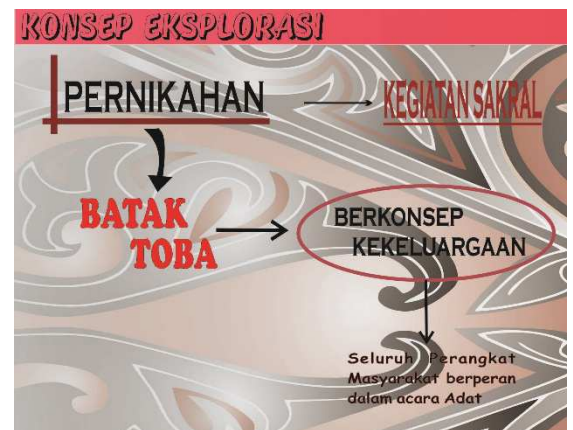 KONSEP EKSPLORASI
PERNIKAHAN
KEGIATAN SAKRAL
BATAK
TOBA
BERKONSEP
KEKELUARGAAN
Seluruh Perangkat
Masyarakat berperan
dalam acara Adat